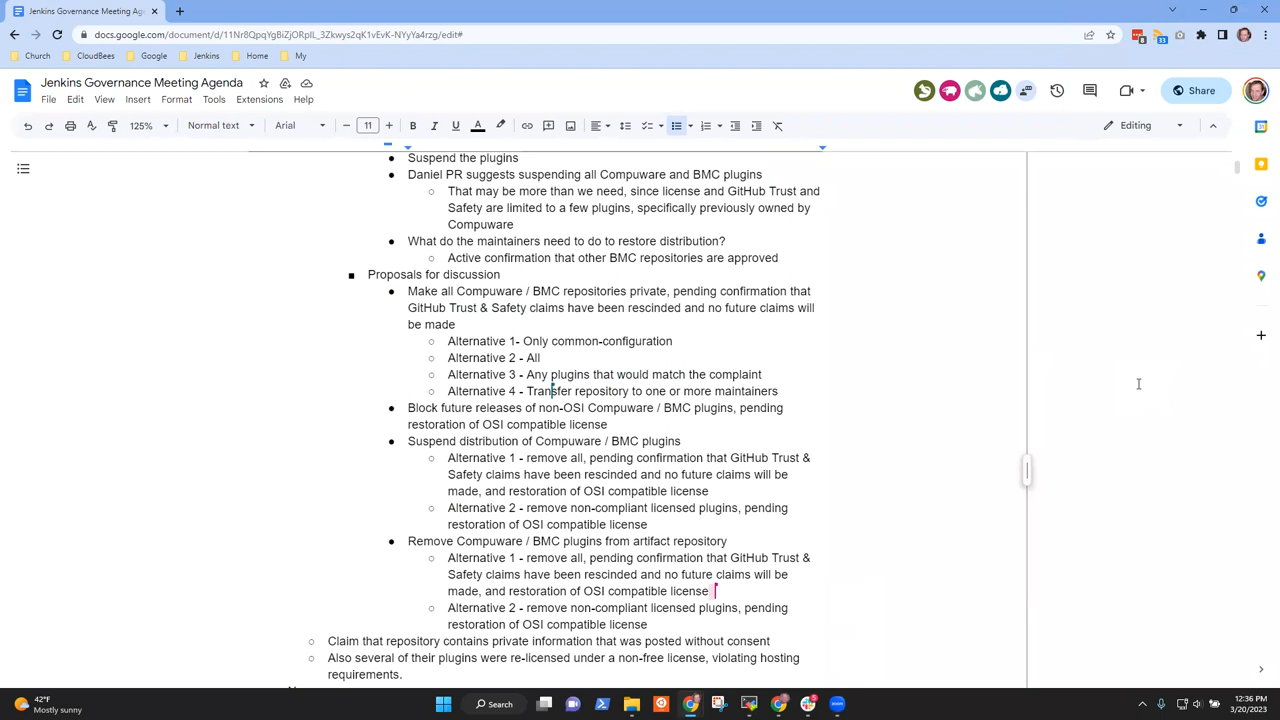 Jenkins Governance Meeting Agenda
docs.google.com/document/d/11Nr8QpqYgBiZjORpIL_3Zkwys2qK1vEvK-NYyYa4rzg/edit#
Church CloudBees Google Jenkins Home My
Jenkins Governance Meeting Agenda
Share
File Edit View Insert Format Tools Extensions Help
125% Normal text Arial 11 Editing
Suspend the plugins
Daniel PR suggests suspending all Compuware and BMC plugins
That may be more than we need, since license and GitHub Trust and
Safety are limited to a few plugins, specifically previously owned by
Compuware
What do the maintainers need to do to restore distribution?
Active confirmation that other BMC repositories are approved
Proposals for discussion
Make all Compuware / BMC repositories private, pending confirmation that
GitHub Trust & Safety claims have been rescinded and no future claims will
be made
Alternative 1- Only common-configuration
Alternative 2 - All
Alternative 3 - Any plugins that would match the complaint
Alternative 4 - Transfer repository to one or more maintainers
Block future releases of non-OSI Compuware / BMC plugins, pending
restoration of OSI compatible license
Suspend distribution of Compuware / BMC plugins
Alternative 1 - remove all, pending confirmation that GitHub Trust &
Safety claims have been rescinded and no future claims will be
made, and restoration of OSI compatible license
Alternative 2 - remove non-compliant licensed plugins, pending
restoration of OSI compatible license
Remove Compuware / BMC plugins from artifact repository
Alternative 1 - remove all, pending confirmation that GitHub Trust &
Safety claims have been rescinded and no future claims will be
made, and restoration of OSI compatible license
Alternative 2 - remove non-compliant licensed plugins, pending
restoration of OSI compatible license
Claim that repository contains private information that was posted without consent
Also several of their plugins were re-licensed under a non-free license, violating hosting
requirements.
42°F
Mostly sunny
Search
12:36 PM
3/20/2023